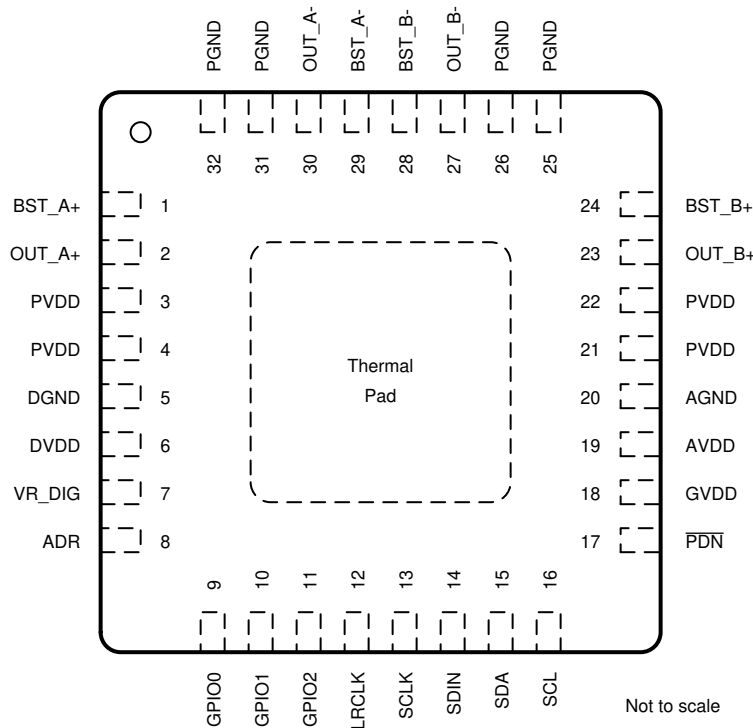 PGND PGND OUT_A- BST_A- BST_B- OUT_B- PGND PGND
32 31 30 29 28 27 26 25
BST_A+ 1 24 BST_B+
OUT_A+ 2 23 OUT_B+
PVDD 3 22 PVDD
PVDD 4 21 PVDD
Thermal
DGND 5 20 AGND
Pad
DVDD 6 19 AVDD
VR_DIG 7 18 GVDD
ADR 8 17 PDN
9 10 11 12 13 14 15 16
GPIO0 GPIO1 GPIO2 LRCLK SCLK SDIN SDA SCL
Not to scale